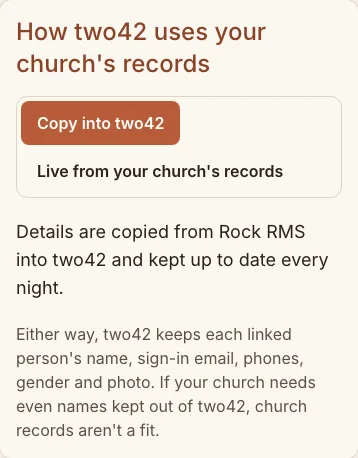 How two42 uses your
church's records
Copy into two42
Live from your church's records
Details are copied from Rock RMS
into two42 and kept up to date every
night.
Either way, two42 keeps each linked
person's name, sign-in email, phones,
gender and photo. If your church needs
even names kept out of two42, church
records aren't a fit.